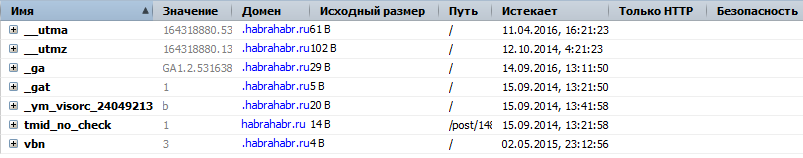 Имя Значение Домен Исходный размер Путь Истекает Только HTTP Безопасность
__utma 164318880.53 .habrahabr.ru 61 B / 11.04.2016, 16:21:23
__utmz 164318880.13 .habrahabr.ru 102 B / 12.10.2014, 4:21:23
_ga GA1.2.531638 .habrahabr.ru 29 B / 14.09.2016, 13:11:50
_gat 1 .habrahabr.ru 5 B / 15.09.2014, 13:21:50
_ym_visorc_24049213 b .habrahabr.ru 20 B / 15.09.2014, 13:41:58
tmid_no_check 1 habrahabr.ru 14 B /post/148 15.09.2014, 13:21:58
vbn 3 .habrahabr.ru 4 B / 02.05.2015, 23:12:56